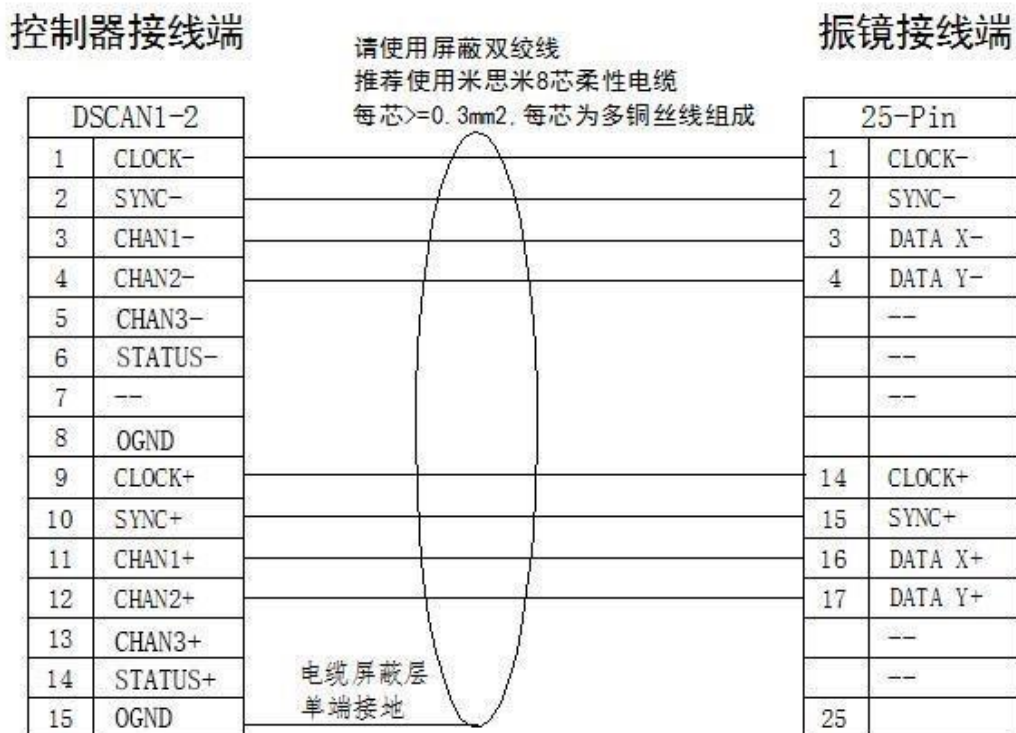 控制器接线端
振镜接线端
请使用屏蔽双绞线
推荐使用米思米8芯柔性电缆
每芯>=0.3mm2,每芯为多铜丝线组成
DSCAN1-2
25-Pin
1 CLOCK- 1 CLOCK-
2 SYNC- 2 SYNC-
3 CHAN1- 3 DATA X-
4 CHAN2- 4 DATA Y-
5 CHAN3- --
6 STATUS- --
7 -- --
8 OGND
9 CLOCK+ 14 CLOCK+
10 SYNC+ 15 SYNC+
11 CHAN1+ 16 DATA X+
12 CHAN2+ 17 DATA Y+
13 CHAN3+ --
14 STATUS+ --
15 OGND 25
电缆屏蔽层
单端接地